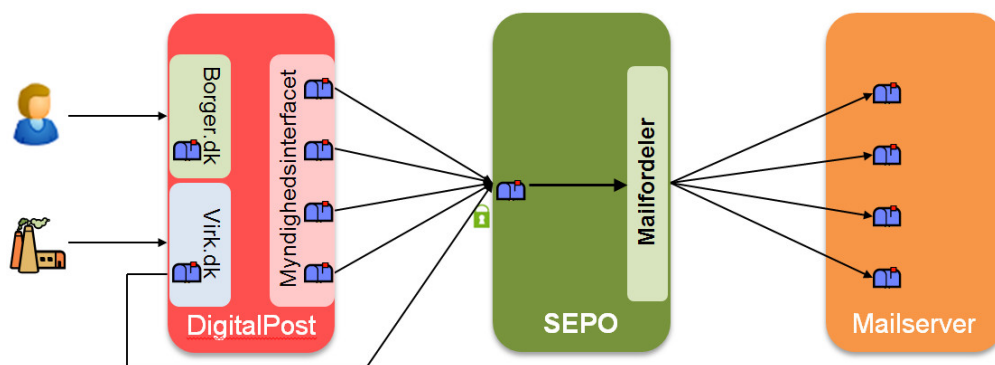 Borger.dk
Virk.dk
Myndighedsinterfacet
DigitalPost
Mailfordeler
SEPO
Mailserver